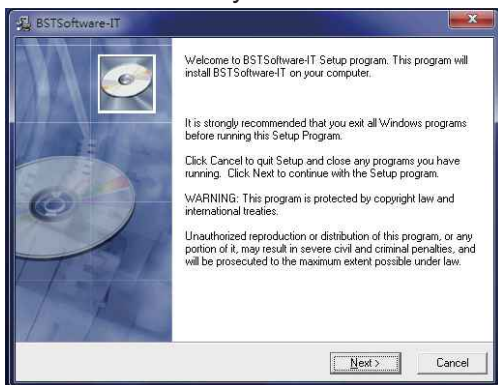 BSTSoftware-IT
Welcome to BSTSoftware-IT Setup program. This program will
install BSTSoftware-IT on your computer.
It is strongly recommended that you exit all Windows programs
before running this Setup Program.
Click Cancel to quit Setup and close any programs you have
running. Click Next to continue with the Setup program.
WARNING: This program is protected by copyright law and
international treaties.
Unauthorized reproduction or distribution of this program, or any
portion of it, may result in severe civil and criminal penalties, and
will be prosecuted to the maximum extent possible under law.
Next >
Cancel